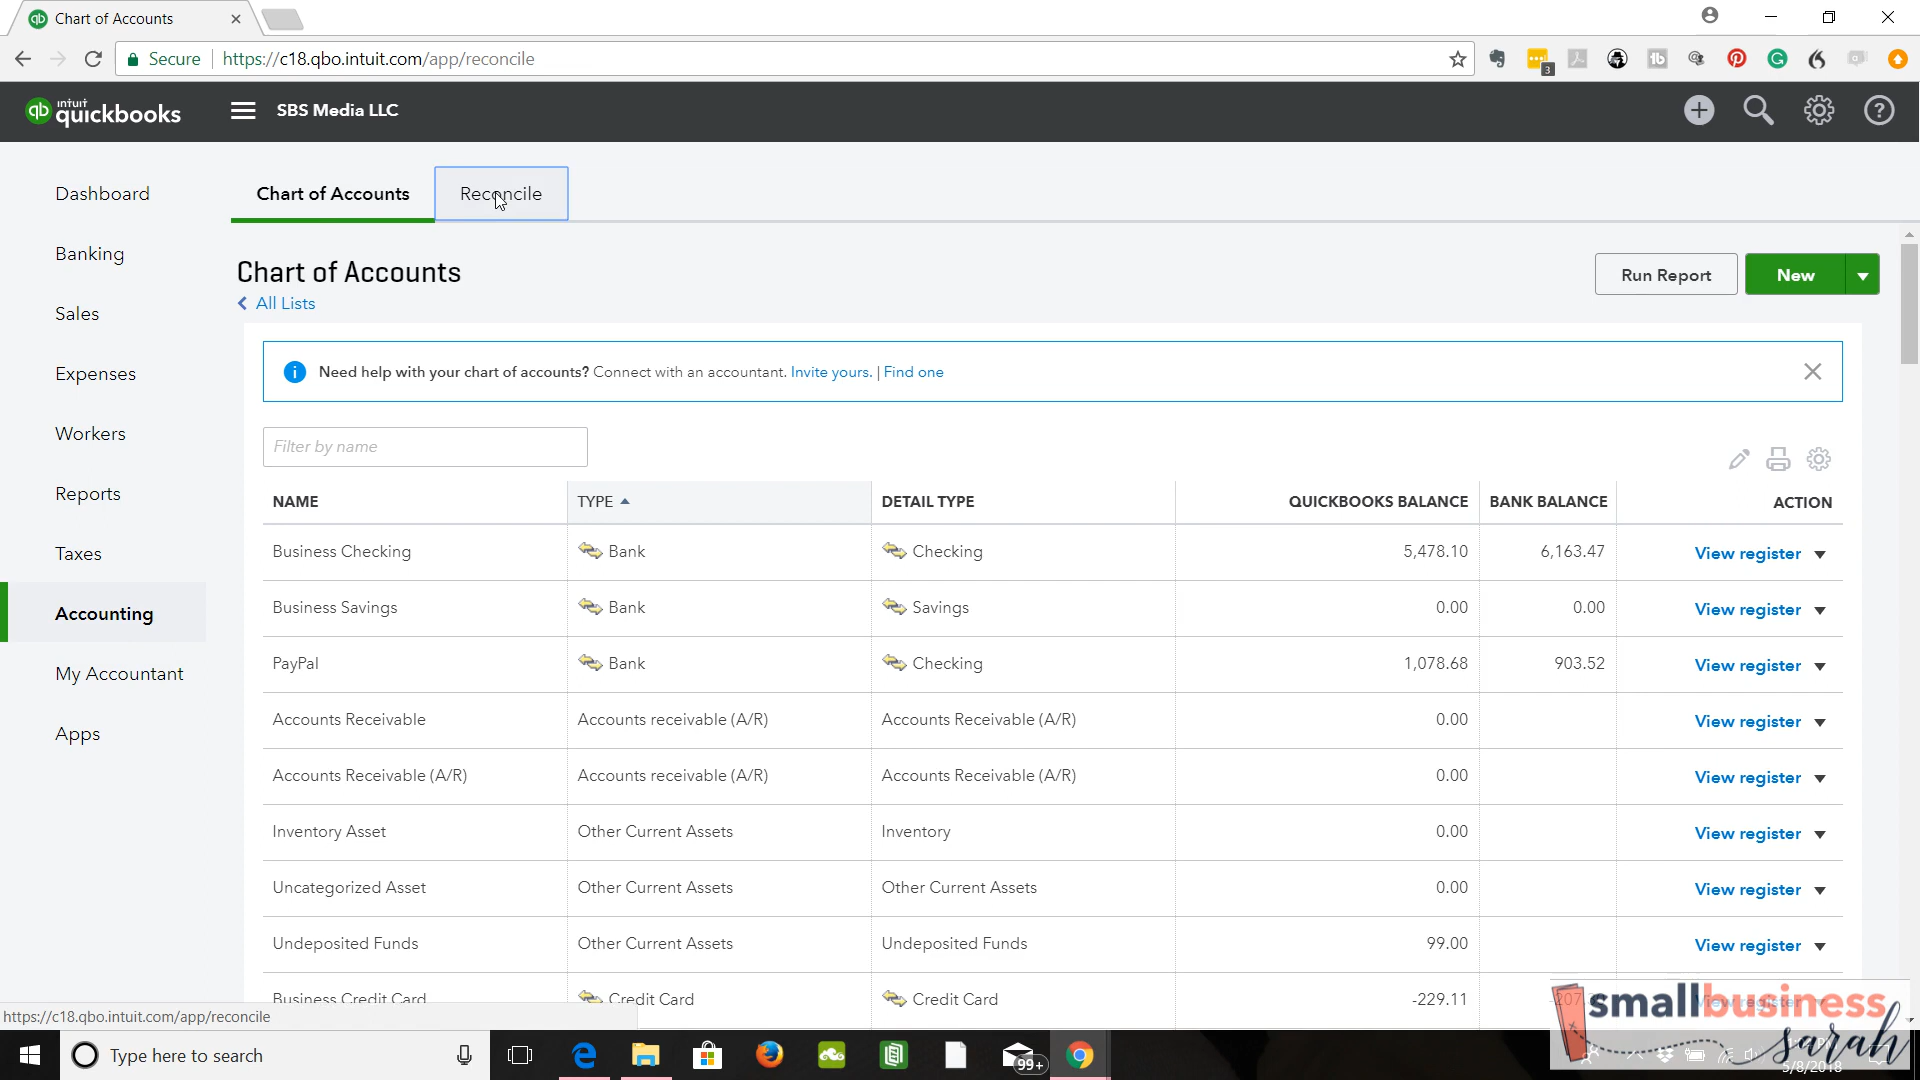 Chart of Accounts
Secure https://c18.qbo.intuit.com/app/reconcile
3
qb intuit quickbooks SBS Media LLC
Dashboard
Banking
Sales
Expenses
Workers
Reports
Taxes
Accounting
My Accountant
Apps
Chart of Accounts Reconcile
Chart of Accounts
All Lists
Run Report New
Need help with your chart of accounts? Connect with an accountant. Invite yours. | Find one
Filter by name
NAME TYPE DETAIL TYPE QUICKBOOKS BALANCE BANK BALANCE ACTION
Business Checking Bank Checking 5,478.10 6,163.47 View register
Business Savings Bank Savings 0.00 0.00 View register
PayPal Bank Checking 1,078.68 903.52 View register
Accounts Receivable Accounts receivable (A/R) Accounts Receivable (A/R) 0.00 View register
Accounts Receivable (A/R) Accounts receivable (A/R) Accounts Receivable (A/R) 0.00 View register
Inventory Asset Other Current Assets Inventory 0.00 View register
Uncategorized Asset Other Current Assets Other Current Assets 0.00 View register
Undeposited Funds Other Current Assets Undeposited Funds 99.00 View register
Business Credit Card Credit Card Credit Card -229.11 View register
https://c18.qbo.intuit.com/app/reconcile
smallbusiness
sarah
Type here to search
99+
5/8/2018